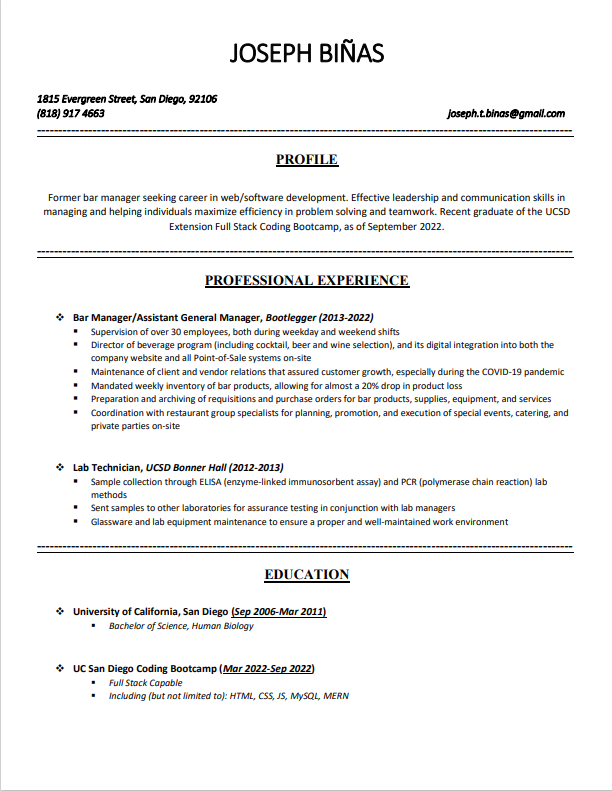 JOSEPH BIÑAS
1815 Evergreen Street, San Diego, 92106
(818) 917 4663 joseph.t.binas@gmail.com
PROFILE
Former bar manager seeking career in web/software development. Effective leadership and communication skills in
managing and helping individuals maximize efficiency in problem solving and teamwork. Recent graduate of the UCSD
Extension Full Stack Coding Bootcamp, as of September 2022.
PROFESSIONAL EXPERIENCE
❖ Bar Manager/Assistant General Manager, Bootlegger (2013-2022)
▪ Supervision of over 30 employees, both during weekday and weekend shifts
▪ Director of beverage program (including cocktail, beer and wine selection), and its digital integration into both the
company website and all Point-of-Sale systems on-site
▪ Maintenance of client and vendor relations that assured customer growth, especially during the COVID-19 pandemic
▪ Mandated weekly inventory of bar products, allowing for almost a 20% drop in product loss
▪ Preparation and archiving of requisitions and purchase orders for bar products, supplies, equipment, and services
▪ Coordination with restaurant group specialists for planning, promotion, and execution of special events, catering, and
private parties on-site
❖ Lab Technician, UCSD Bonner Hall (2012-2013)
▪ Sample collection through ELISA (enzyme-linked immunosorbent assay) and PCR (polymerase chain reaction) lab
methods
▪ Sent samples to other laboratories for assurance testing in conjunction with lab managers
▪ Glassware and lab equipment maintenance to ensure a proper and well-maintained work environment
EDUCATION
❖ University of California, San Diego (Sep 2006-Mar 2011)
▪ Bachelor of Science, Human Biology
❖ UC San Diego Coding Bootcamp (Mar 2022-Sep 2022)
▪ Full Stack Capable
▪ Including (but not limited to): HTML, CSS, JS, MySQL, MERN